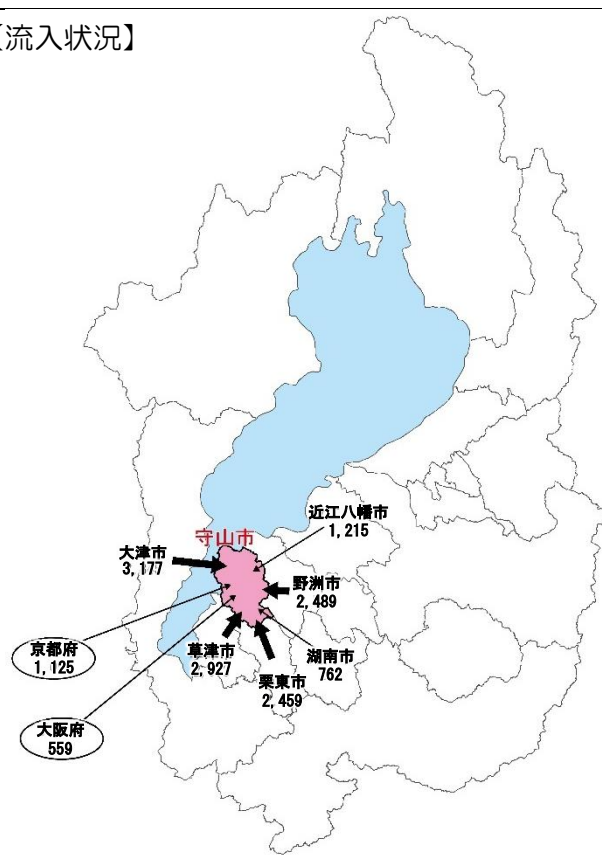 【流入状況】
守山市
近江八幡市
1,215
大津市
3,177
野洲市
2,489
京都府
1,125
草津市
2,927
湖南市
762
栗東市
2,459
大阪府
559